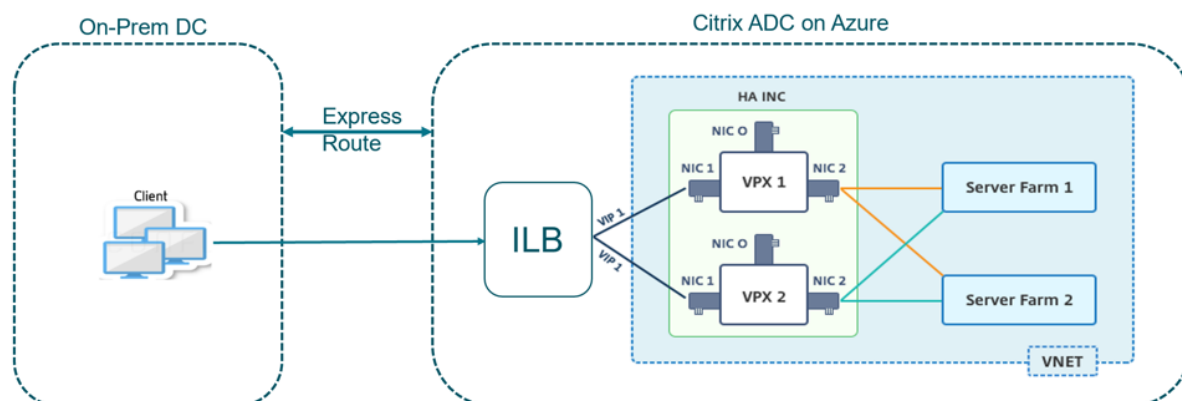 On-Prem DC
Citrix ADC on Azure
Express
Route
Client
ILB
VIP 1
VIP 1
HA INC
NIC O
NIC 1
VPX 1
NIC 2
NIC O
NIC 1
VPX 2
NIC 2
Server Farm 1
Server Farm 2
VNET